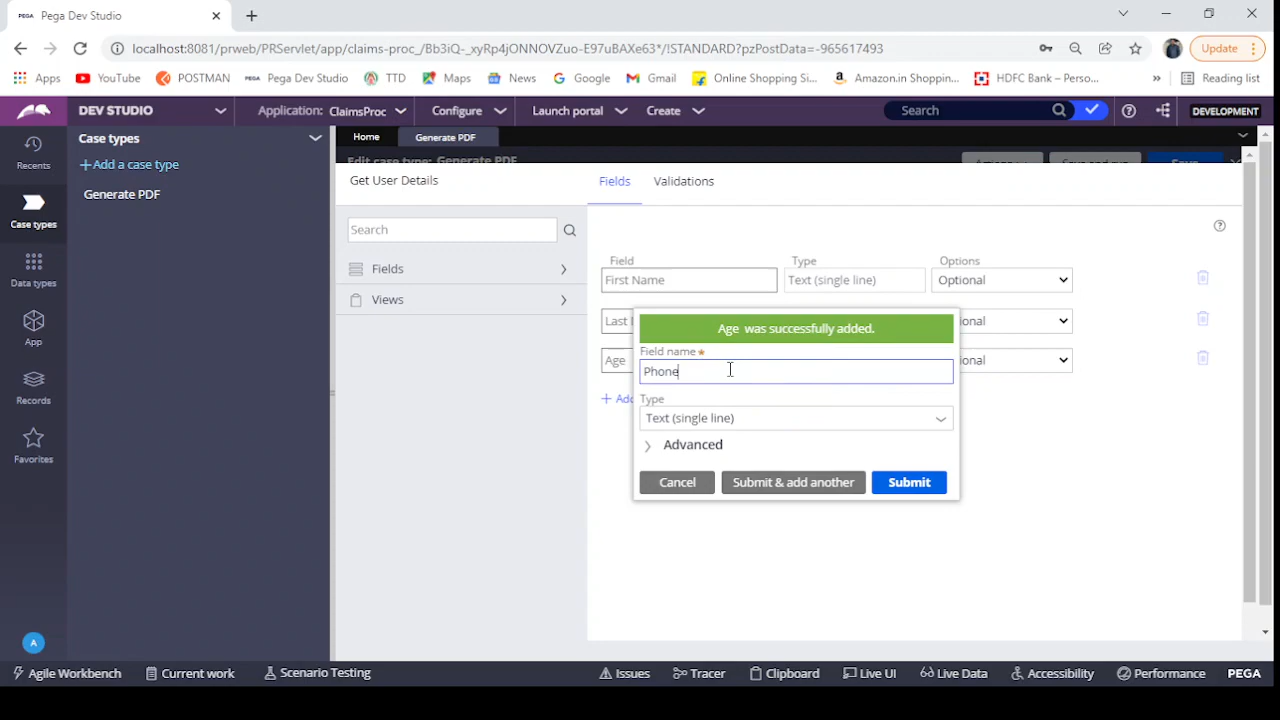 PEGA Pega Dev Studio
localhost:8081/prweb/PRServlet/app/claims-proc_/Bb3iQ-_xyRp4jONNOVZuo-E97uBAXe63*/!STANDARD?pzPostData=-965617493
Update
Apps YouTube POSTMAN PEGA Pega Dev Studio TTD Maps News Google Gmail Online Shopping Si... Amazon.in Shoppin... HDFC Bank – Perso... » Reading list
DEV STUDIO Application: ClaimsProc Configure Launch portal Create Search DEVELOPMENT
Recents
Case types
Data types
App
Records
Favorites
A
Case types
+Add a case type
Generate PDF
Home Generate PDF
Edit case type: Generate PDF Actions Save and run Save
Get User Details
Search
Fields
Views
Fields Validations
Field Type Options
First Name Text (single line) Optional
Last ional
Age ional
+ Add
Age was successfully added.
Field name *
Phone
Type
Text (single line)
Advanced
Cancel Submit & add another Submit
Agile Workbench Current work Scenario Testing Issues Tracer Clipboard Live UI Live Data Accessibility Performance PEGA